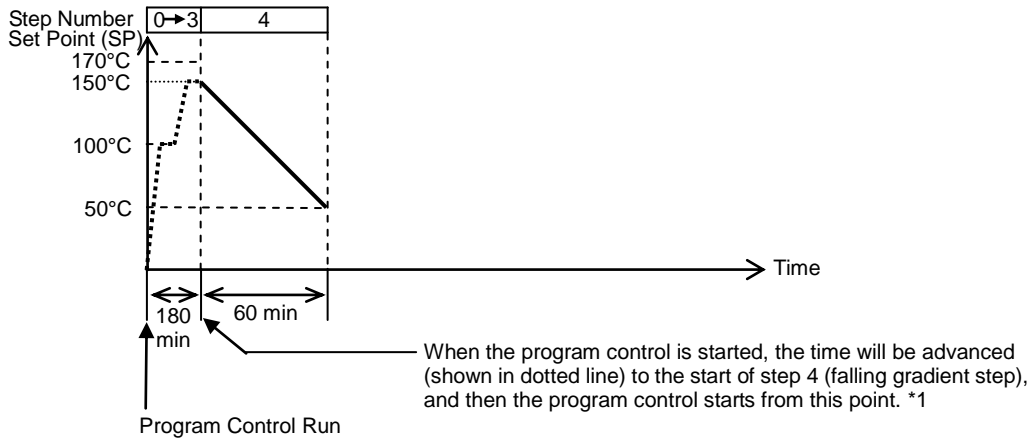 Step Number 0→3 4
Set Point (SP)
170°C
150°C
100°C
50°C
Time
180 min
60 min
When the program control is started, the time will be advanced
(shown in dotted line) to the start of step 4 (falling gradient step),
and then the program control starts from this point. *1
Program Control Run